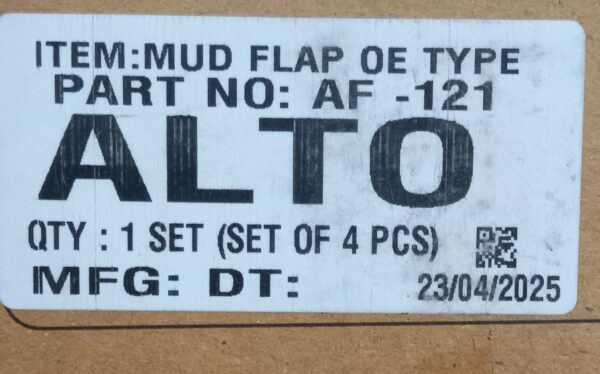 ITEM:MUD FLAP OE TYPE
PART NO: AF -121
ALTO
QTY : 1 SET (SET OF 4 PCS)
MFG: DT: 23/04/2025